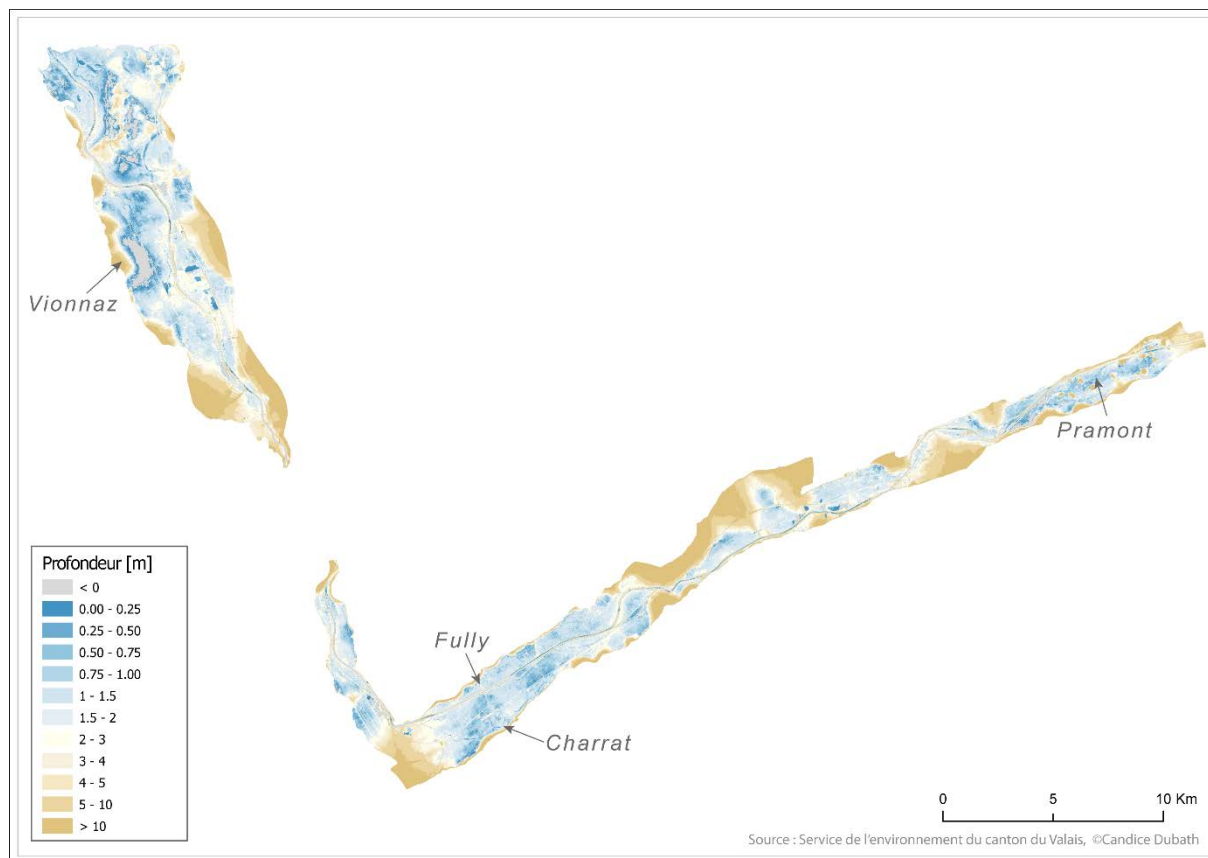 Vionnaz
Pramont
Fully
Charrat
Profondeur [m]
< 0
0.00 - 0.25
0.25 - 0.50
0.50 - 0.75
0.75 - 1.00
1 - 1.5
1.5 - 2
2 - 3
3 - 4
4 - 5
5 - 10
> 10
0 5 10 Km
Source : Service de l'environnement du canton du Valais, ©Candice Dubath